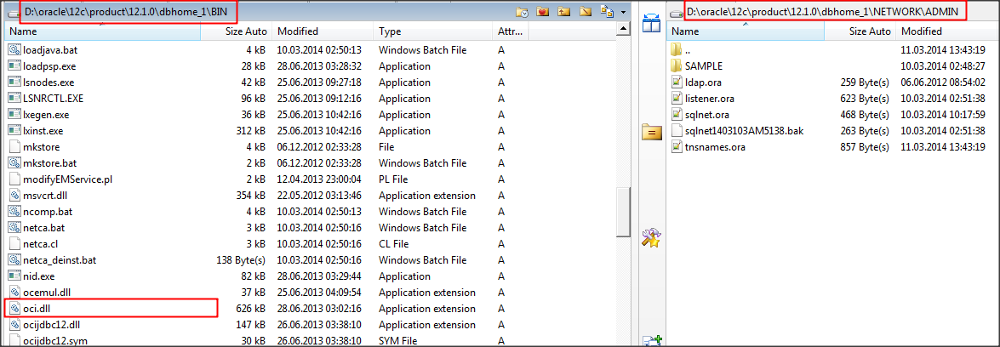 D:\oracle\12c\product\12.1.0\dbhome_1\BIN
Name Size Auto Modified Type Attr...
loadjava.bat 4 kB 10.03.2014 02:50:13 Windows Batch File A
loadpsp.exe 28 kB 28.06.2013 03:28:32 Application A
lsnodes.exe 42 kB 25.06.2013 09:27:18 Application A
LSNRCTL.EXE 96 kB 25.06.2013 09:12:16 Application A
lxegen.exe 36 kB 25.06.2013 10:42:16 Application A
lxinst.exe 312 kB 25.06.2013 10:42:16 Application A
mkstore 4 kB 06.12.2012 02:33:28 File A
mkstore.bat 2 kB 06.12.2012 02:33:28 Windows Batch File A
modifyEMService.pl 2 kB 12.04.2013 23:00:04 PL File A
msvcrt.dll 354 kB 22.05.2012 03:13:46 Application extension A
ncomp.bat 4 kB 10.03.2014 02:50:13 Windows Batch File A
netca.bat 3 kB 10.03.2014 02:50:16 Windows Batch File A
netca.cl 3 kB 10.03.2014 02:50:16 CL File A
netca_deinst.bat 138 Byte(s) 10.03.2014 02:50:16 Windows Batch File A
nid.exe 82 kB 28.06.2013 03:29:44 Application A
ocemul.dll 37 kB 25.06.2013 04:09:54 Application extension A
oci.dll 626 kB 28.06.2013 03:02:16 Application extension A
ocijdbc12.dll 147 kB 26.06.2013 03:38:10 Application extension A
ocijdbc12.sym 30 kB 26.06.2013 03:38:10 SYM File A
D:\oracle\12c\product\12.1.0\dbhome_1\NETWORK\ADMIN
Name Size Auto Modified
.. 11.03.2014 13:43:19
SAMPLE 10.03.2014 02:48:27
ldap.ora 259 Byte(s) 06.06.2012 08:54:02
listener.ora 623 Byte(s) 10.03.2014 02:51:38
sqlnet.ora 468 Byte(s) 10.03.2014 10:17:59
sqlnet1403103AM5138.bak 263 Byte(s) 10.03.2014 02:51:38
tnsnames.ora 857 Byte(s) 11.03.2014 13:43:19